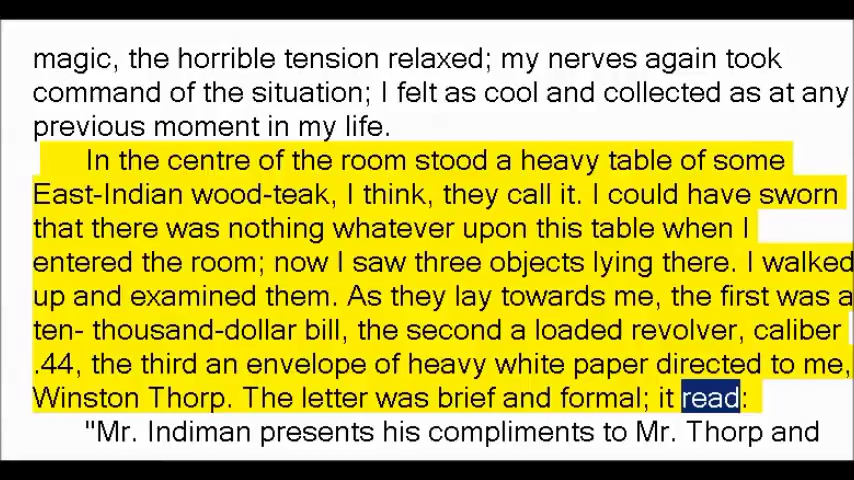 magic, the horrible tension relaxed; my nerves again took
command of the situation; I felt as cool and collected as at any
previous moment in my life.
In the centre of the room stood a heavy table of some
East-Indian wood-teak, I think, they call it. I could have sworn
that there was nothing whatever upon this table when I
entered the room; now I saw three objects lying there. I walked
up and examined them. As they lay towards me, the first was a
ten- thousand-dollar bill, the second a loaded revolver, caliber
.44, the third an envelope of heavy white paper directed to me,
Winston Thorp. The letter was brief and formal; it read:
"Mr. Indiman presents his compliments to Mr. Thorp and